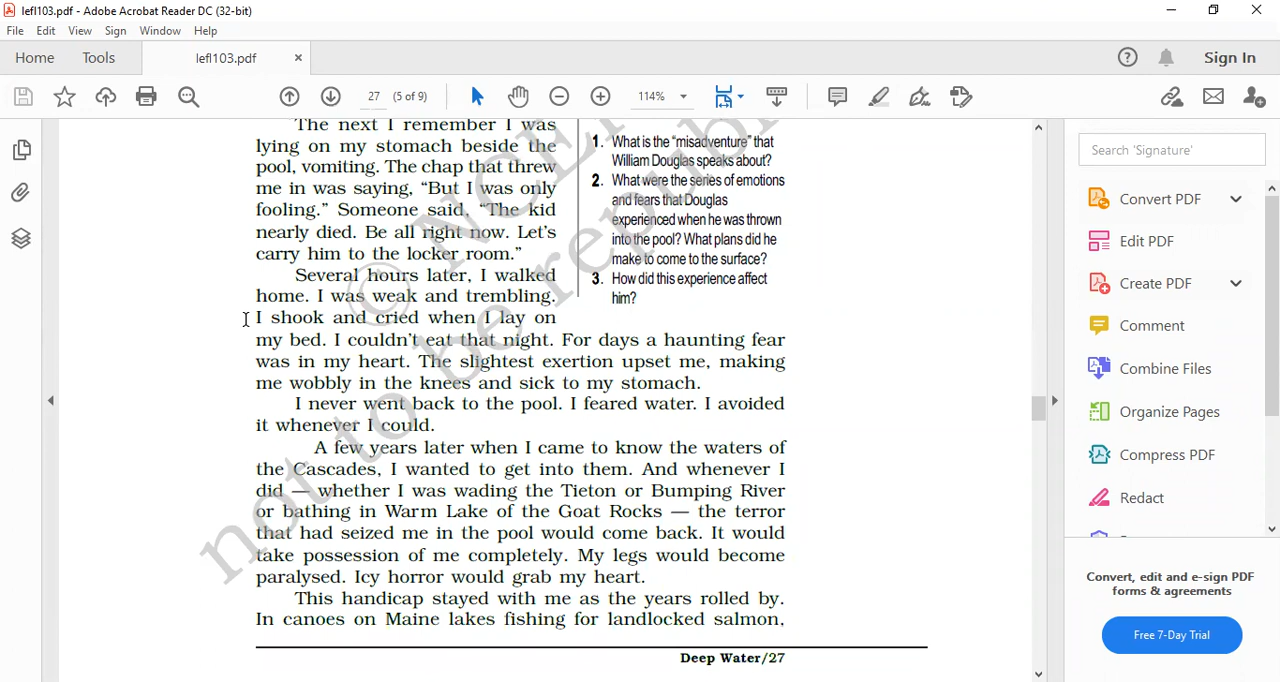 lefl103.pdf - Adobe Acrobat Reader DC (32-bit)
File Edit View Sign Window Help
Home Tools lefl103.pdf × Sign In
27 (5 of 9) 114%
The next I remember I was
lying on my stomach beside the
pool, vomiting. The chap that threw
me in was saying, “But I was only
fooling.” Someone said, “The kid
nearly died. Be all right now. Let's
carry him to the locker room.”
Several hours later, I walked
home. I was weak and trembling.
I shook and cried when I lay on
my bed. I couldn't eat that night. For days a haunting fear
was in my heart. The slightest exertion upset me, making
me wobbly in the knees and sick to my stomach.
I never went back to the pool. I feared water. I avoided
it whenever I could.
A few years later when I came to know the waters of
the Cascades, I wanted to get into them. And whenever I
did — whether I was wading the Tieton or Bumping River
or bathing in Warm Lake of the Goat Rocks — the terror
that had seized me in the pool would come back. It would
take possession of me completely. My legs would become
paralysed. Icy horror would grab my heart.
This handicap stayed with me as the years rolled by.
In canoes on Maine lakes fishing for landlocked salmon,
Deep Water/27
1. What is the “misadventure” that
William Douglas speaks about?
2. What were the series of emotions
and fears that Douglas
experienced when he was thrown
into the pool? What plans did he
make to come to the surface?
3. How did this experience affect
him?
© NCE
not to be republi
Search 'Signature'
Convert PDF
Edit PDF
Create PDF
Comment
Combine Files
Organize Pages
Compress PDF
Redact
Convert, edit and e-sign PDF
forms & agreements
Free 7-Day Trial